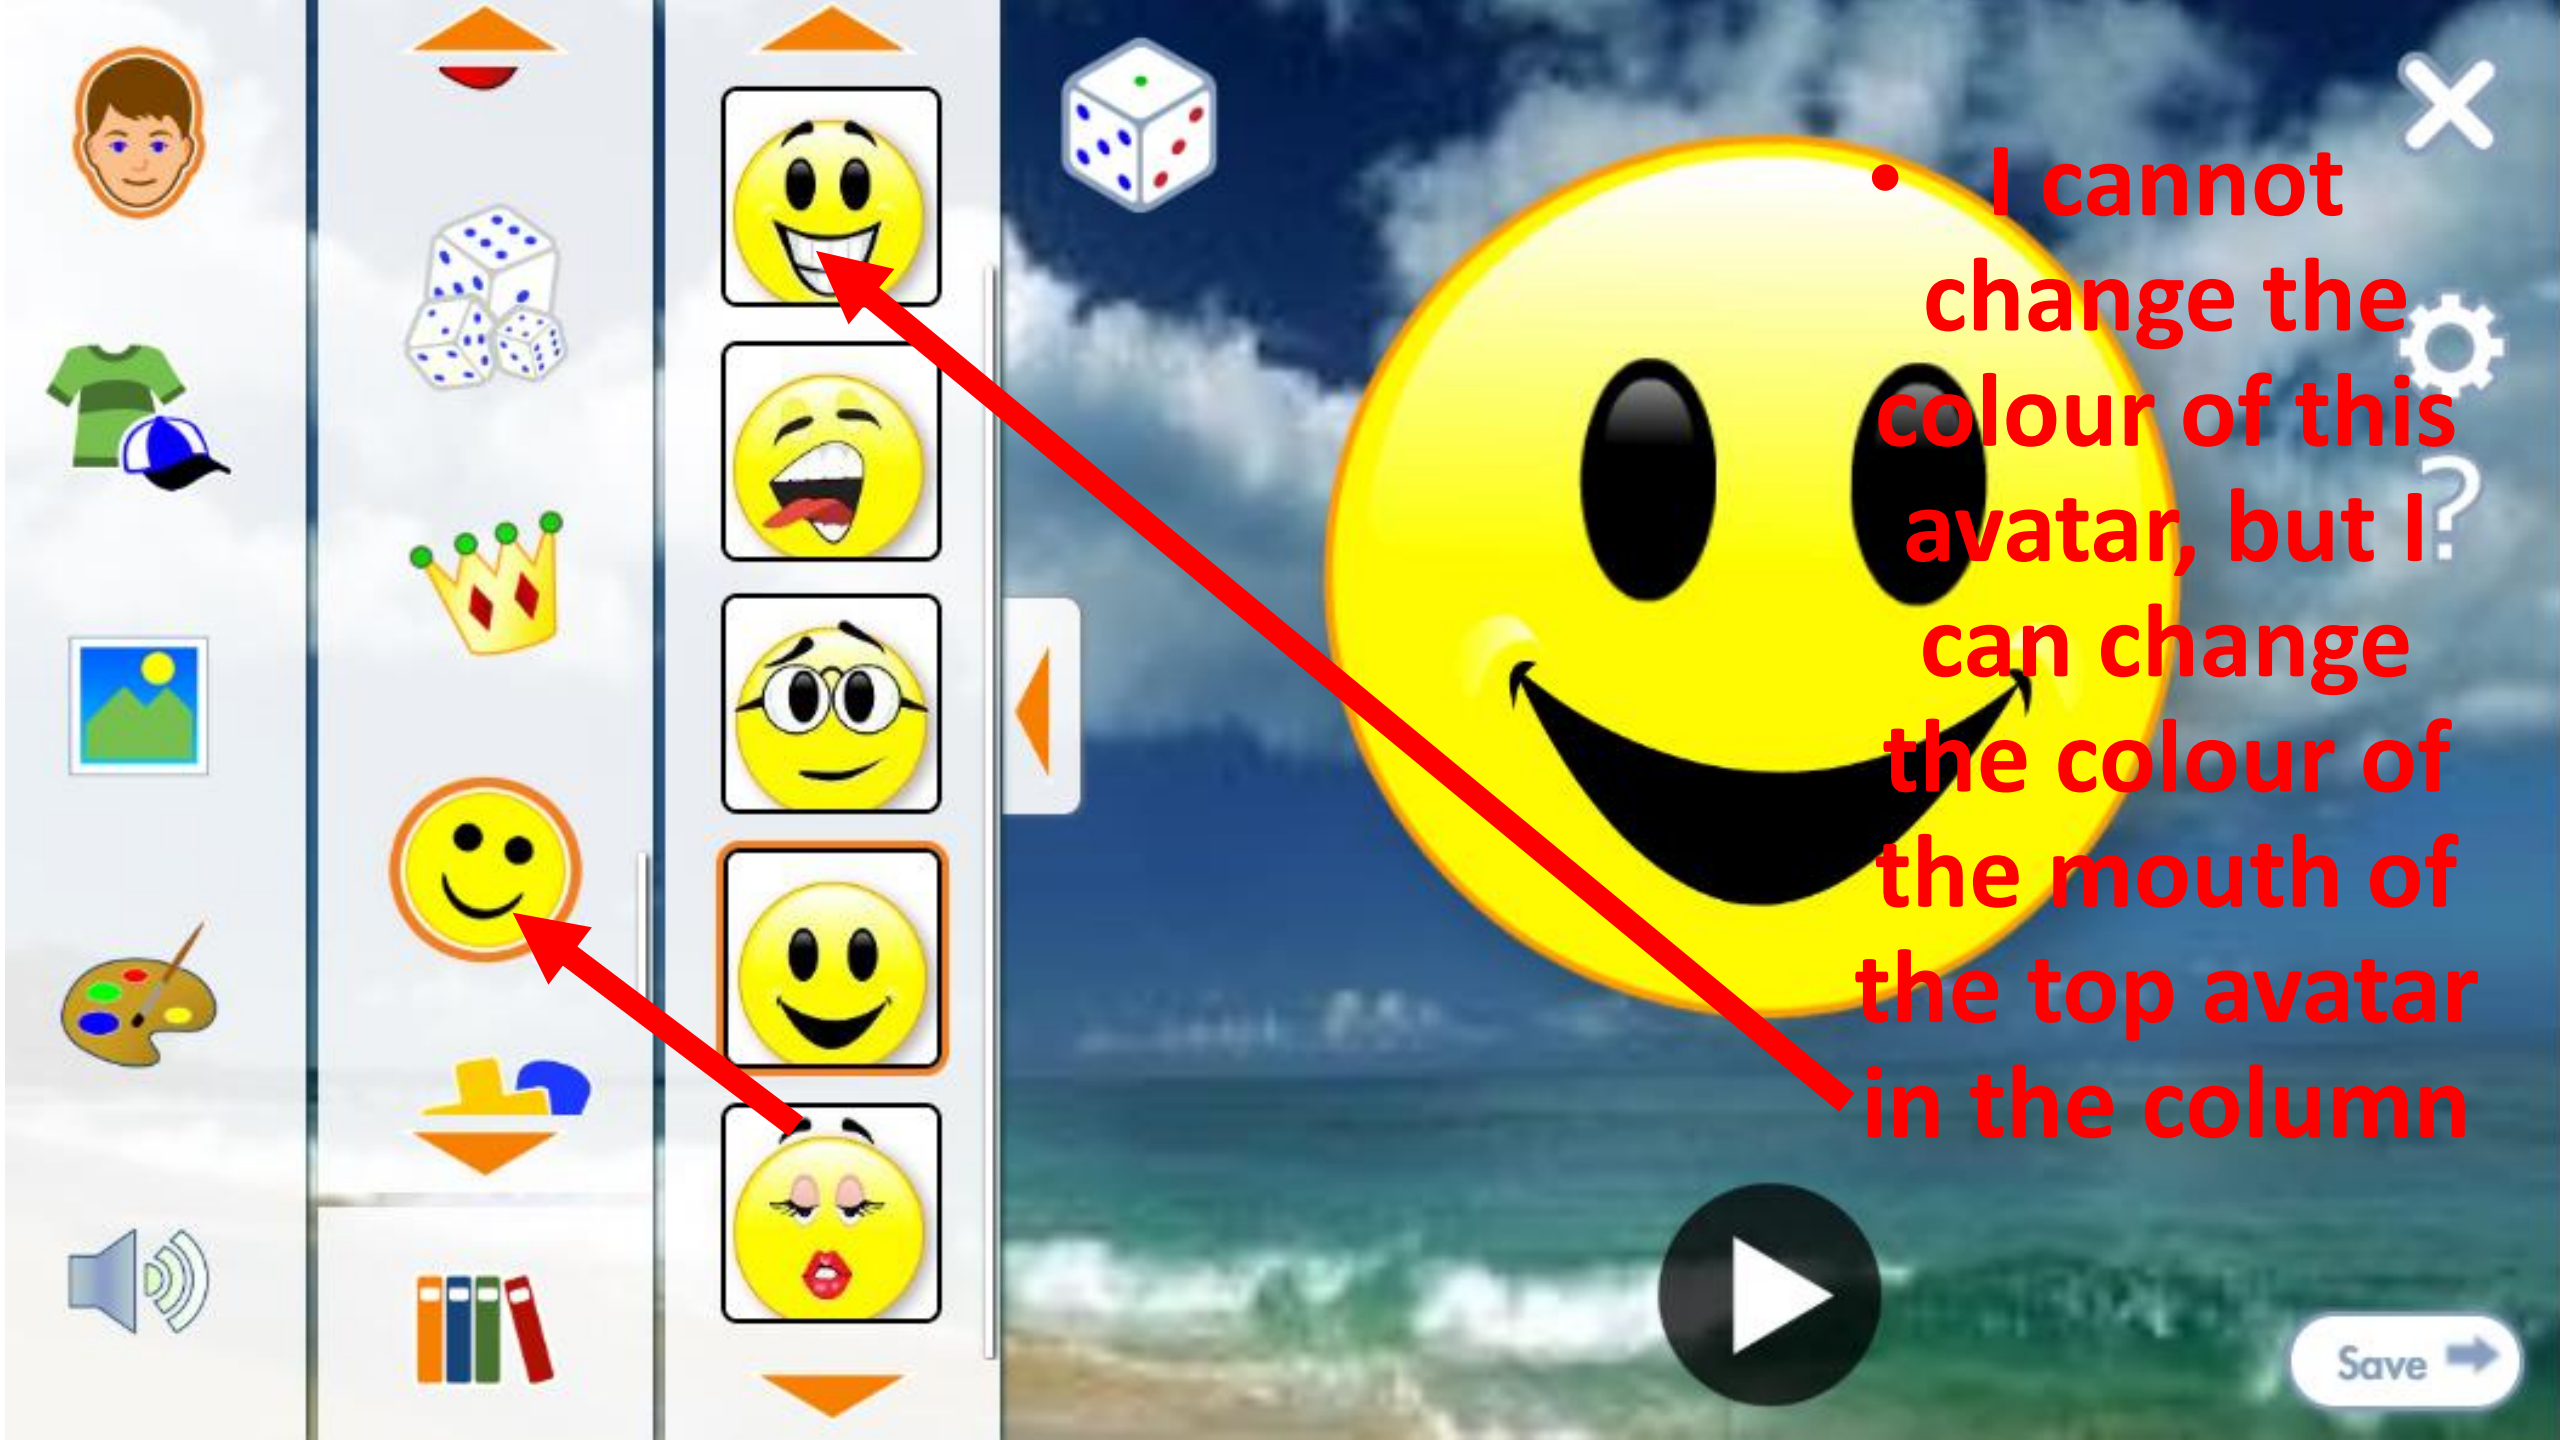 • I cannot
change the
colour of this
avatar, but I
can change
the colour of
the mouth of
the top avatar
in the column
?
Save